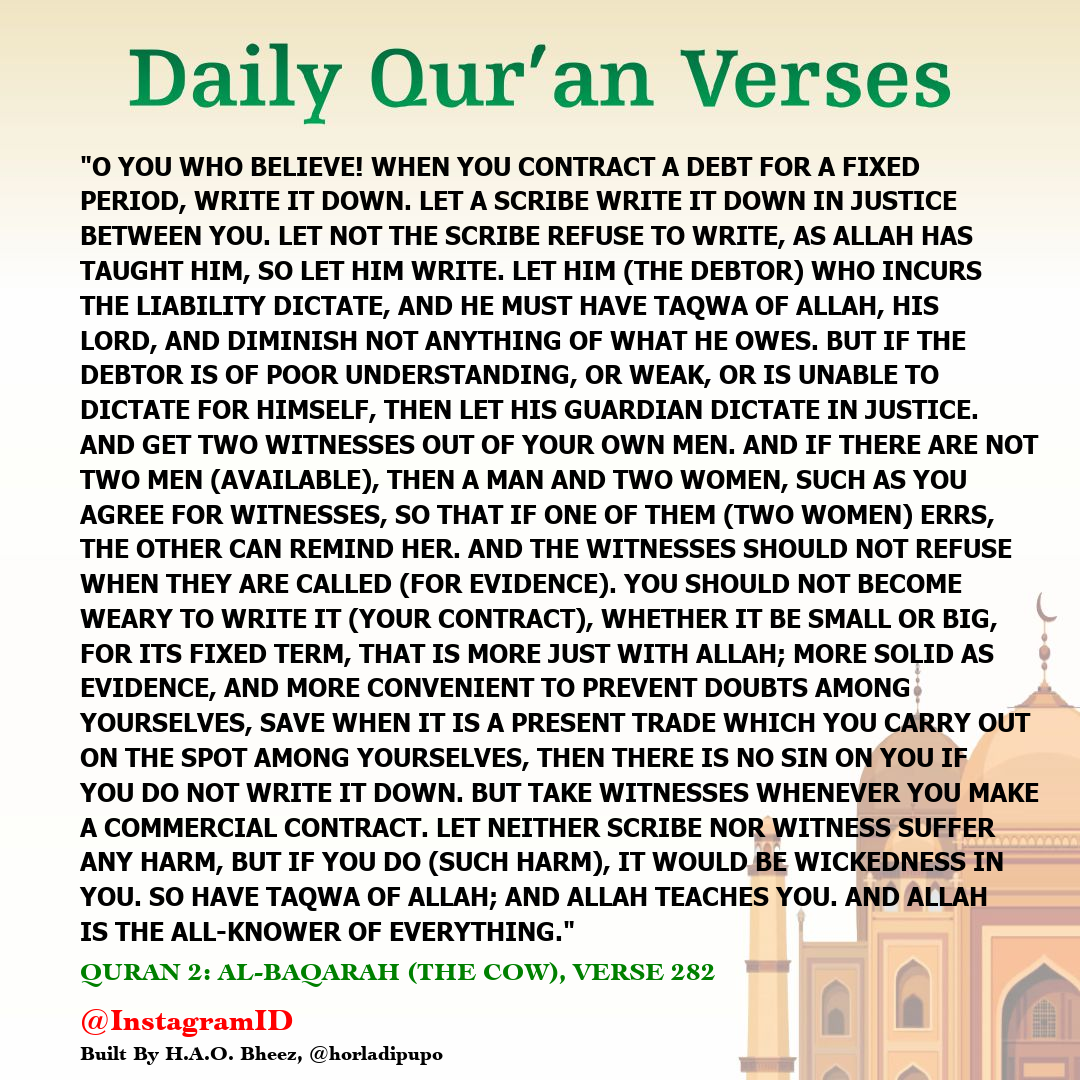 Daily Qur'an Verses
"O YOU WHO BELIEVE! WHEN YOU CONTRACT A DEBT FOR A FIXED
PERIOD, WRITE IT DOWN. LET A SCRIBE WRITE IT DOWN IN JUSTICE
BETWEEN YOU. LET NOT THE SCRIBE REFUSE TO WRITE, AS ALLAH HAS
TAUGHT HIM, SO LET HIM WRITE. LET HIM (THE DEBTOR) WHO INCURS
THE LIABILITY DICTATE, AND HE MUST HAVE TAQWA OF ALLAH, HIS
LORD, AND DIMINISH NOT ANYTHING OF WHAT HE OWES. BUT IF THE
DEBTOR IS OF POOR UNDERSTANDING, OR WEAK, OR IS UNABLE TO
DICTATE FOR HIMSELF, THEN LET HIS GUARDIAN DICTATE IN JUSTICE.
AND GET TWO WITNESSES OUT OF YOUR OWN MEN. AND IF THERE ARE NOT
TWO MEN (AVAILABLE), THEN A MAN AND TWO WOMEN, SUCH AS YOU
AGREE FOR WITNESSES, SO THAT IF ONE OF THEM (TWO WOMEN) ERRS,
THE OTHER CAN REMIND HER. AND THE WITNESSES SHOULD NOT REFUSE
WHEN THEY ARE CALLED (FOR EVIDENCE). YOU SHOULD NOT BECOME
WEARY TO WRITE IT (YOUR CONTRACT), WHETHER IT BE SMALL OR BIG,
FOR ITS FIXED TERM, THAT IS MORE JUST WITH ALLAH; MORE SOLID AS
EVIDENCE, AND MORE CONVENIENT TO PREVENT DOUBTS AMONG
YOURSELVES, SAVE WHEN IT IS A PRESENT TRADE WHICH YOU CARRY OUT
ON THE SPOT AMONG YOURSELVES, THEN THERE IS NO SIN ON YOU IF
YOU DO NOT WRITE IT DOWN. BUT TAKE WITNESSES WHENEVER YOU MAKE
A COMMERCIAL CONTRACT. LET NEITHER SCRIBE NOR WITNESS SUFFER
ANY HARM, BUT IF YOU DO (SUCH HARM), IT WOULD BE WICKEDNESS IN
YOU. SO HAVE TAQWA OF ALLAH; AND ALLAH TEACHES YOU. AND ALLAH
IS THE ALL-KNOWER OF EVERYTHING."
QURAN 2: AL-BAQARAH (THE COW), VERSE 282
@InstagramID
Built By H.A.O. Bheez, @horladipupo